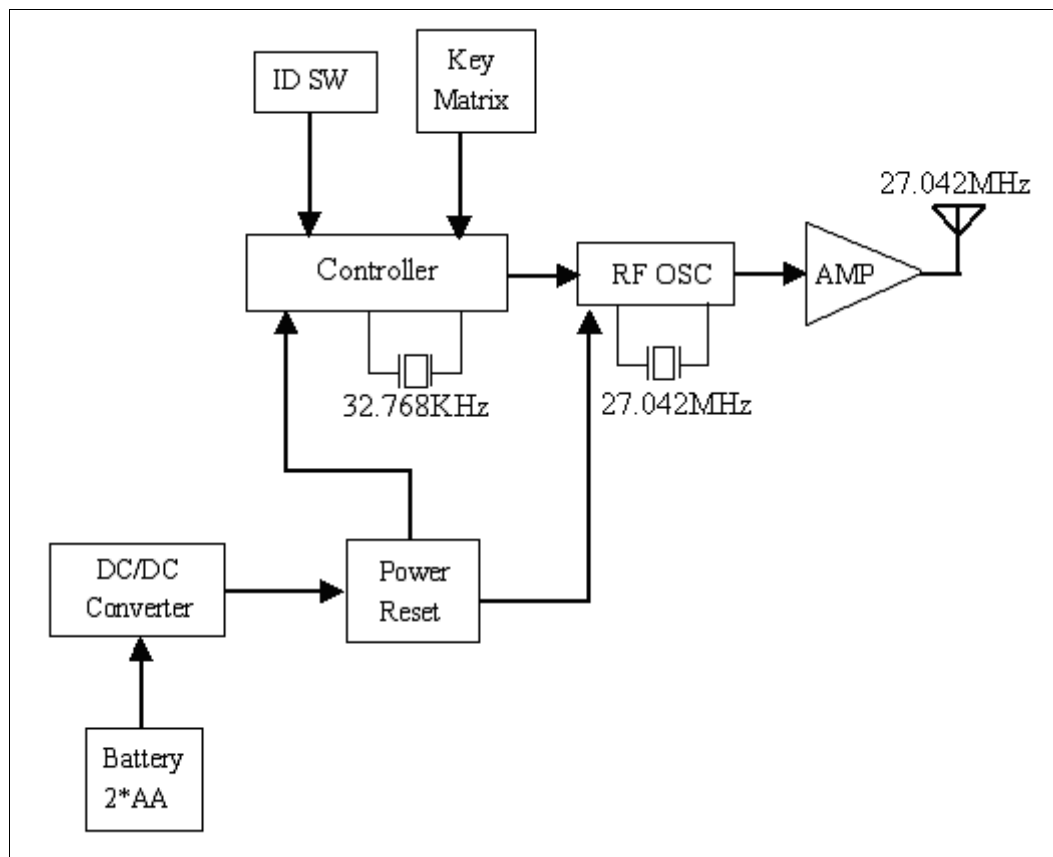 ID SW
Key
Matrix
27.042MHz
Controller
RF OSC
AMP
32.768KHz
27.042MHz
DC/DC
Converter
Power
Reset
Battery
2*AA